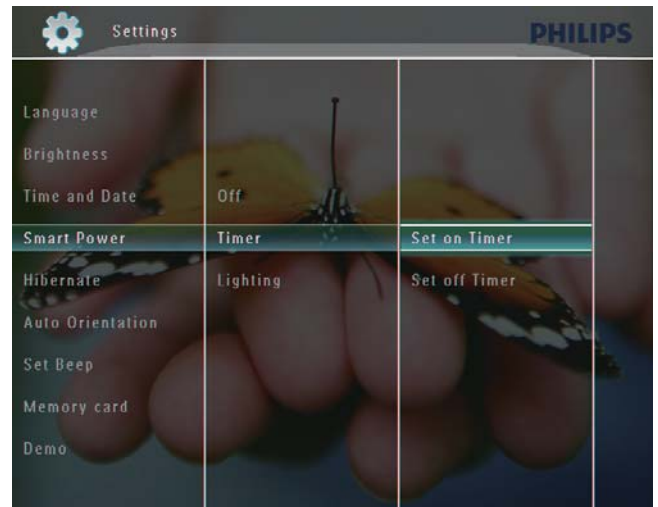 Settings
PHILIPS
Language
Brightness
Time and Date
Off
Smart Power
Timer
Set on Timer
Hibernate
Lighting
Set off Timer
Auto Orientation
Set Beep
Memory card
Demo